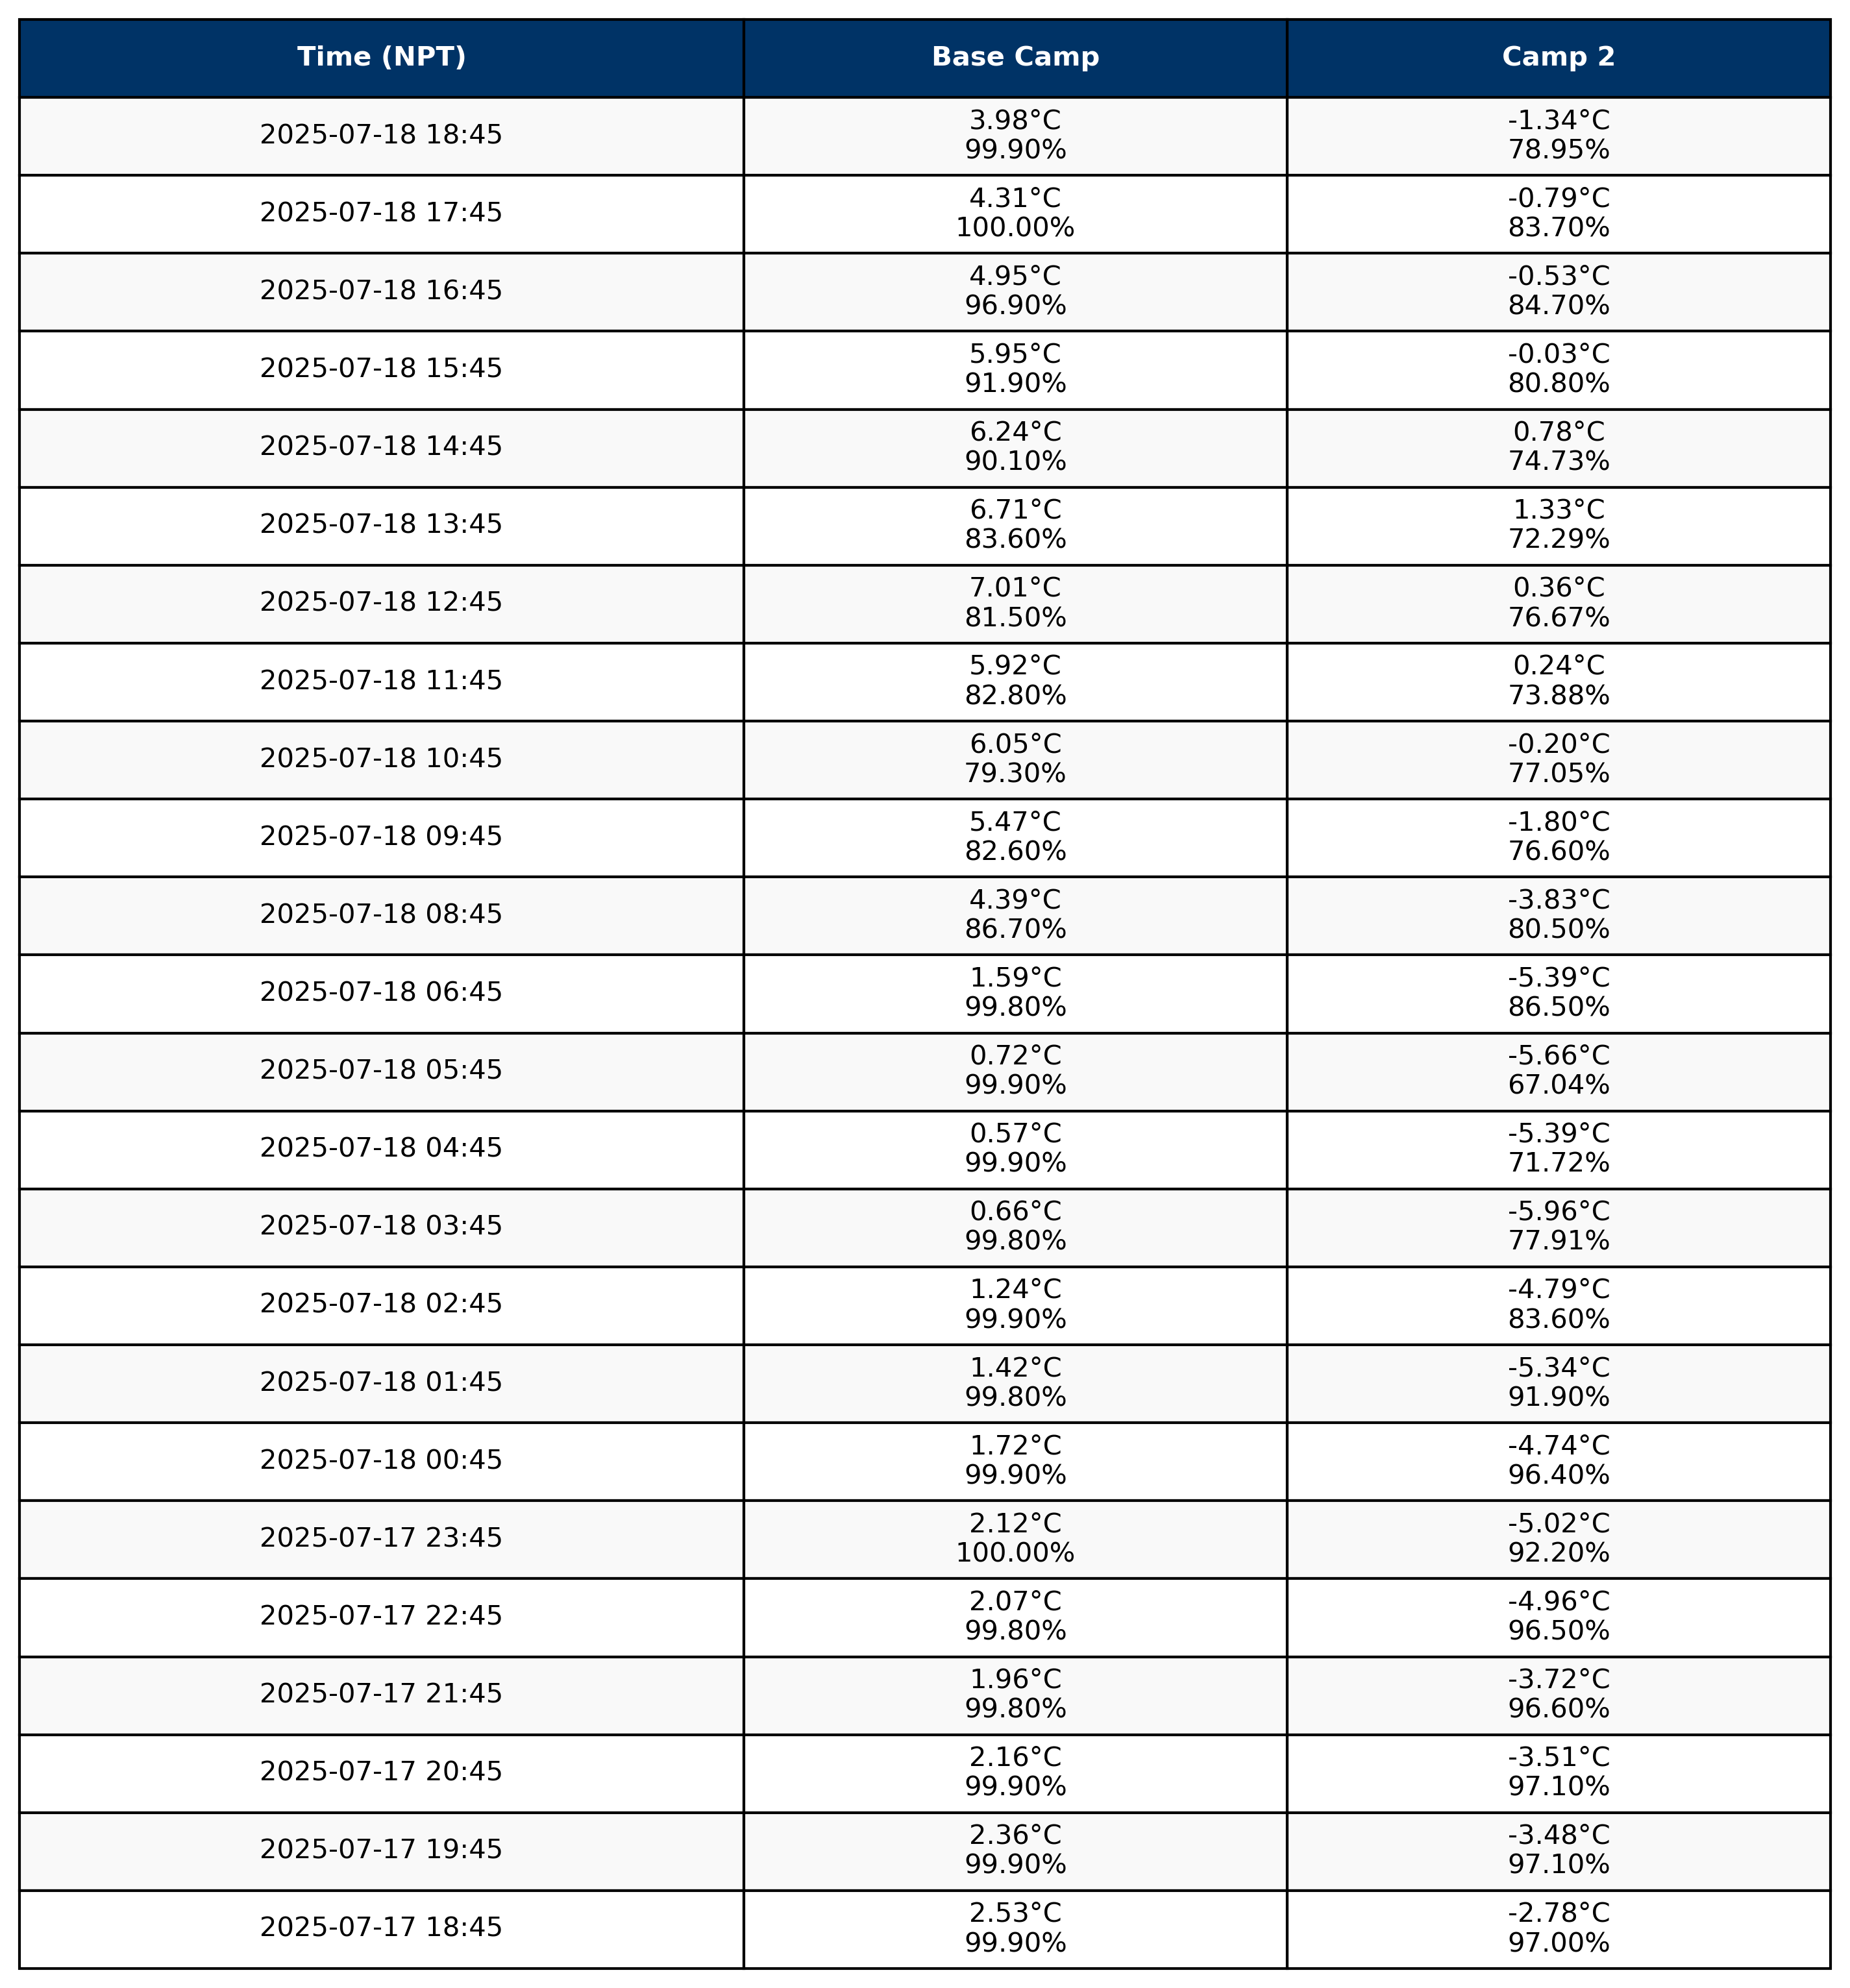 Time (NPT) Base Camp Camp 2
2025-07-18 18:45 3.98°C -1.34°C
99.90% 78.95%
2025-07-18 17:45 4.31°C -0.79°C
100.00% 83.70%
2025-07-18 16:45 4.95°C -0.53°C
96.90% 84.70%
2025-07-18 15:45 5.95°C -0.03°C
91.90% 80.80%
2025-07-18 14:45 6.24°C 0.78°C
90.10% 74.73%
2025-07-18 13:45 6.71°C 1.33°C
83.60% 72.29%
2025-07-18 12:45 7.01°C 0.36°C
81.50% 76.67%
2025-07-18 11:45 5.92°C 0.24°C
82.80% 73.88%
2025-07-18 10:45 6.05°C -0.20°C
79.30% 77.05%
2025-07-18 09:45 5.47°C -1.80°C
82.60% 76.60%
2025-07-18 08:45 4.39°C -3.83°C
86.70% 80.50%
2025-07-18 06:45 1.59°C -5.39°C
99.80% 86.50%
2025-07-18 05:45 0.72°C -5.66°C
99.90% 67.04%
2025-07-18 04:45 0.57°C -5.39°C
99.90% 71.72%
2025-07-18 03:45 0.66°C -5.96°C
99.80% 77.91%
2025-07-18 02:45 1.24°C -4.79°C
99.90% 83.60%
2025-07-18 01:45 1.42°C -5.34°C
99.80% 91.90%
2025-07-18 00:45 1.72°C -4.74°C
99.90% 96.40%
2025-07-17 23:45 2.12°C -5.02°C
100.00% 92.20%
2025-07-17 22:45 2.07°C -4.96°C
99.80% 96.50%
2025-07-17 21:45 1.96°C -3.72°C
99.80% 96.60%
2025-07-17 20:45 2.16°C -3.51°C
99.90% 97.10%
2025-07-17 19:45 2.36°C -3.48°C
99.90% 97.10%
2025-07-17 18:45 2.53°C -2.78°C
99.90% 97.00%